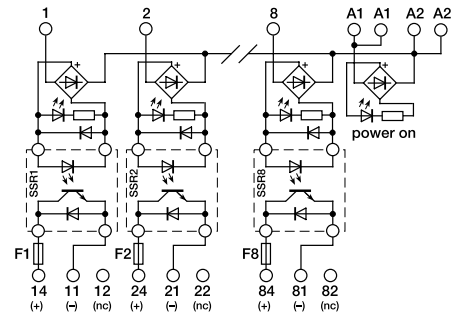 1 2 8 A1 A1 A2 A2
+ + + +
power on
SSR1 SSR2 SSR8
F1 F2 F8
14 11 12 24 21 22 84 81 82
(+) (–) (nc) (+) (–) (nc) (+) (–) (nc)